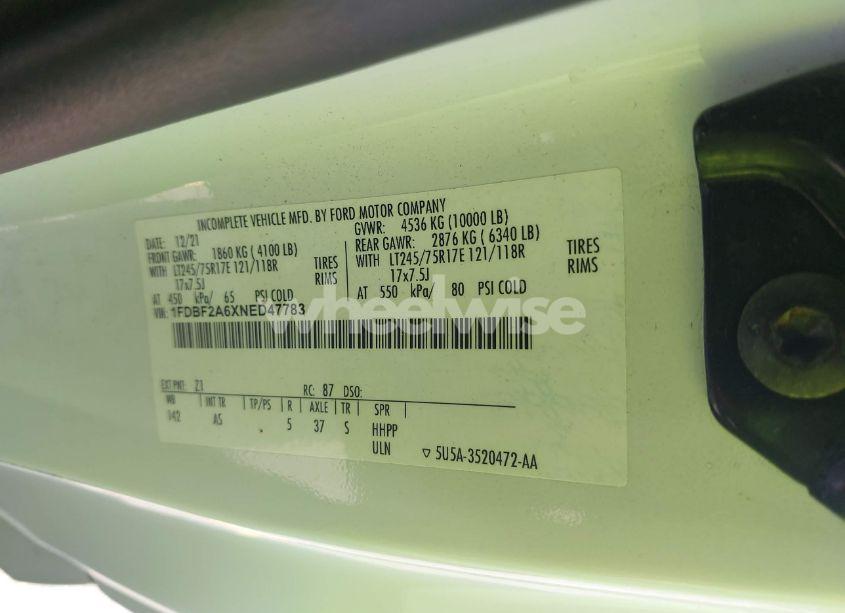 INCOMPLETE VEHICLE MFD. BY FORD MOTOR COMPANY
DATE: 12/21 GVWR: 4536 KG (10000 LB)
FRONT GAWR: 1860 KG ( 4100 LB) REAR GAWR: 2876 KG ( 6340 LB)
WITH LT245/75R17E 121/118R TIRES WITH LT245/75R17E 121/118R TIRES
17x7.5J RIMS 17x7.5J RIMS
AT 450 kPa/ 65 PSI COLD AT 550 kPa/ 80 PSI COLD
VIN: 1FDBF2A6XNED47783
wheelwise
EXT PNT: Z1 RC: 87 DSO:
WB INT TR TP/PS R AXLE TR SPR
142 AS 5 37 S HHPP
ULN 5U5A-3520472-AA